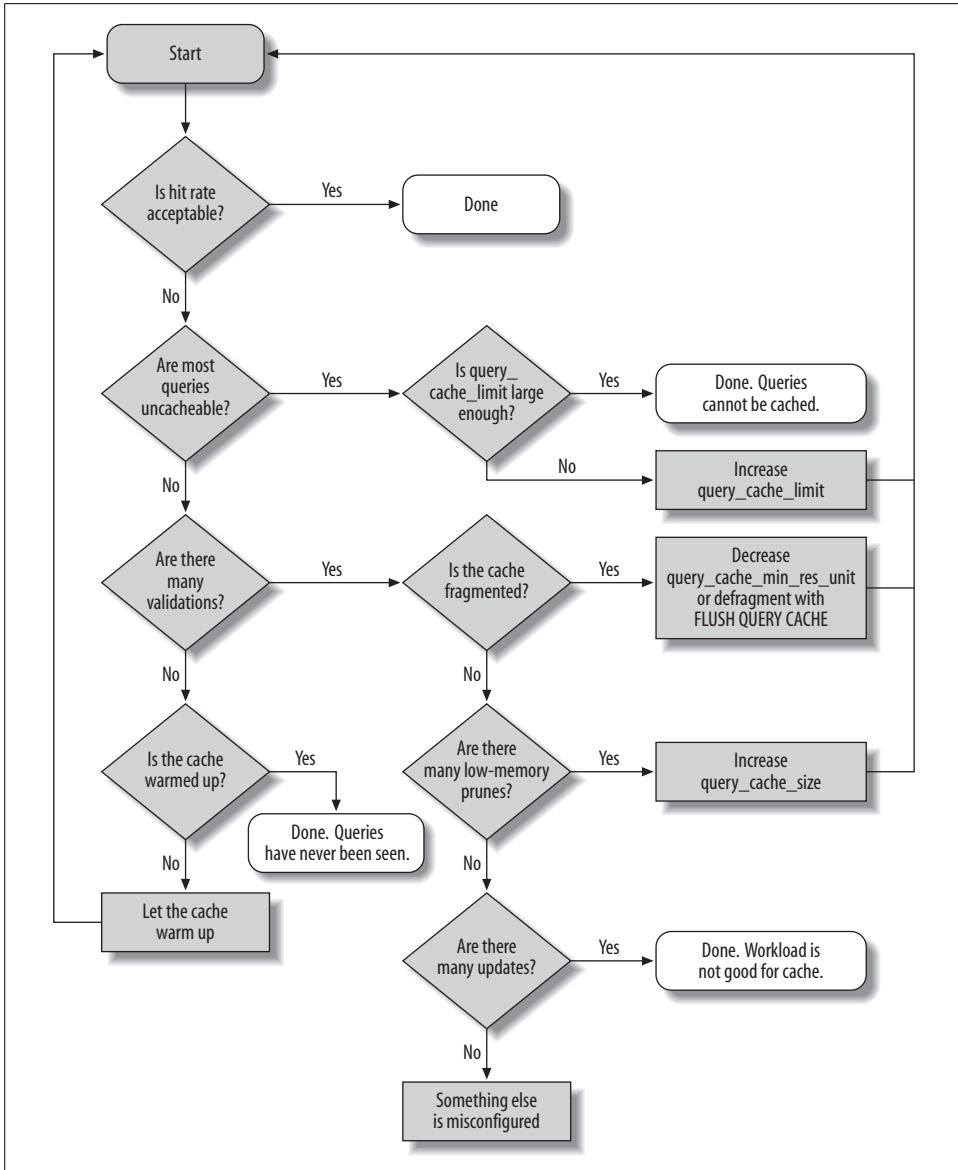 Start
Is hit rate
acceptable?
Yes
Done
No
Are most
queries
uncacheable?
Yes
Is query_
cache_limit large
enough?
Yes
Done. Queries
cannot be cached.
No
Increase
query_cache_limit
No
Are there
many
validations?
Yes
Is the cache
fragmented?
Yes
Decrease
query_cache_min_res_unit
or defragment with
FLUSH QUERY CACHE
No
No
Is the cache
warmed up?
Yes
Done. Queries
have never been seen.
Are there
many low-memory
prunes?
Yes
Increase
query_cache_size
No
Let the cache
warm up
No
Are there
many updates?
Yes
Done. Workload is
not good for cache.
No
Something else
is misconfigured